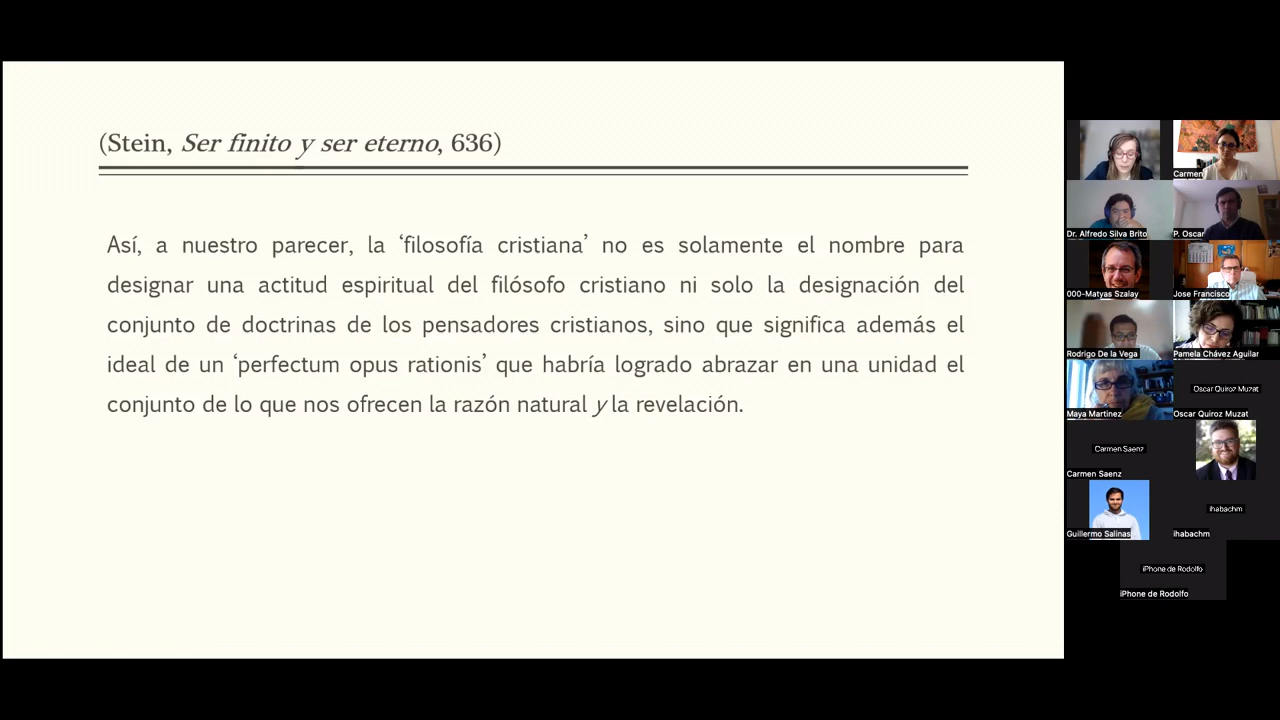 (Stein, Ser finito y ser eterno, 636)
Así, a nuestro parecer, la ‘filosofía cristiana’ no es solamente el nombre para
designar una actitud espiritual del filósofo cristiano ni solo la designación del
conjunto de doctrinas de los pensadores cristianos, sino que significa además el
ideal de un ‘perfectum opus rationis’ que habría logrado abrazar en una unidad el
conjunto de lo que nos ofrecen la razón natural y la revelación.
Carmen
Dr. Alfredo Silva Brito
P. Oscar
000-Matyas Szalay
Jose Francisco
Rodrigo De la Vega
Pamela Chávez Aguilar
Maya Martinez
Oscar Quiroz Muzat
Oscar Quiroz Muzat
Carmen Saenz
Carmen Saenz
Guillermo Salinas
ihabachm
ihabachm
iPhone de Rodolfo
iPhone de Rodolfo